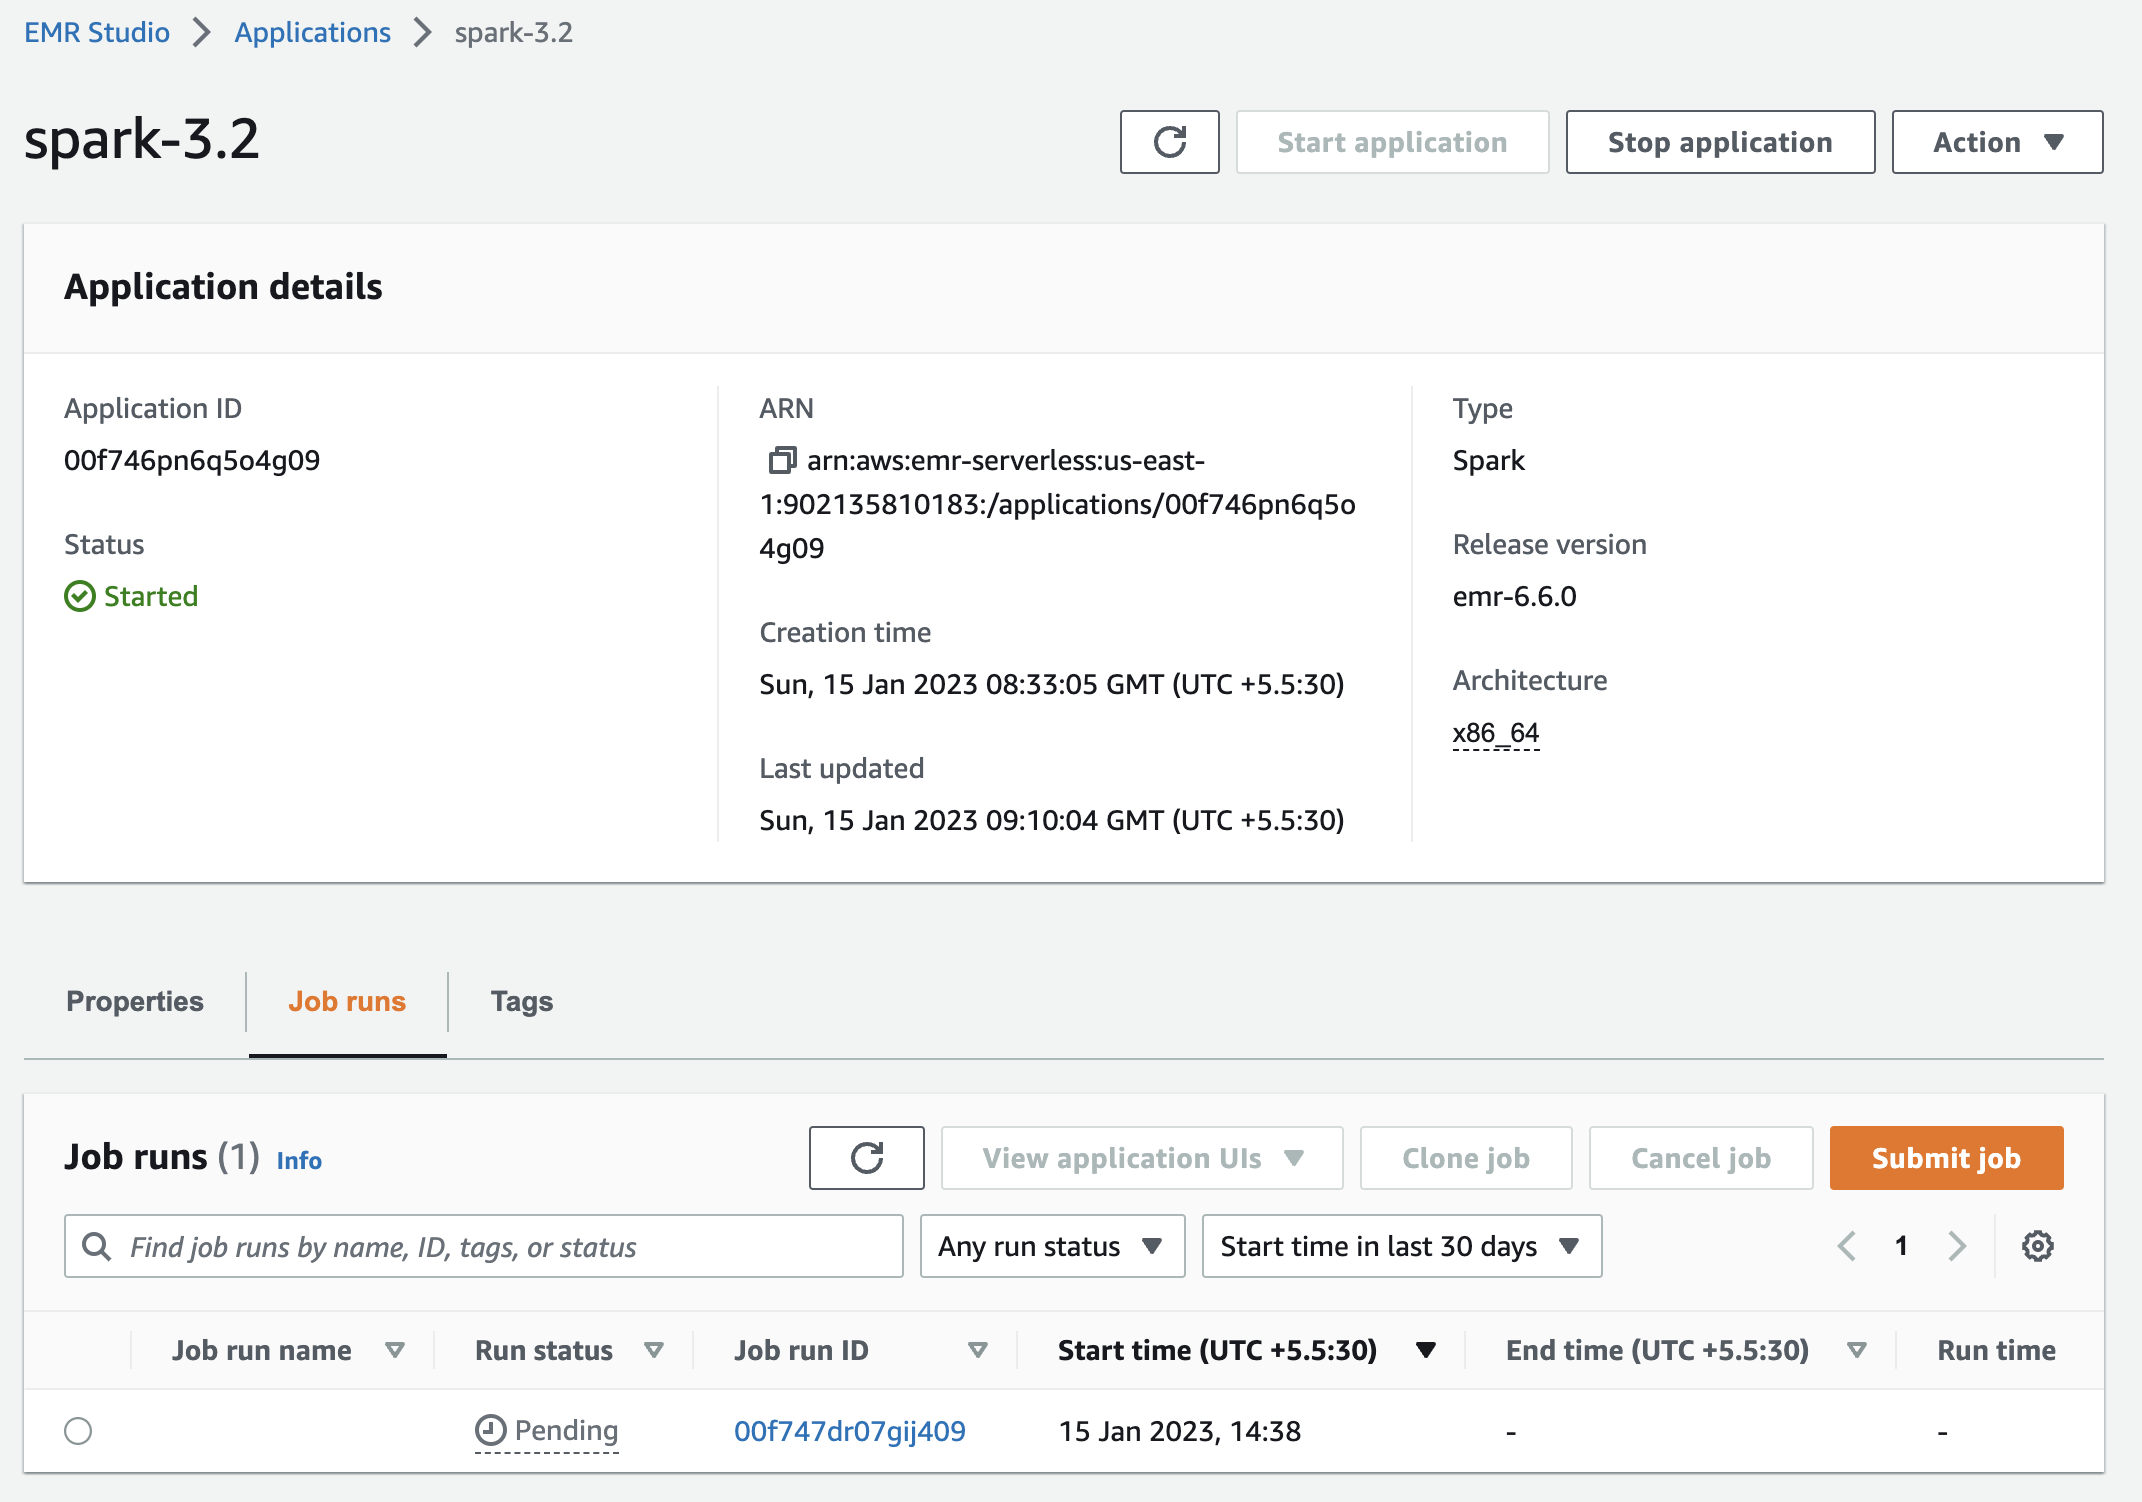 EMR Studio > Applications > spark-3.2
spark-3.2
Start application
Stop application
Action
Application details
Application ID
00f746pn6q5o4g09
Status
Started
ARN
arn:aws:emr-serverless:us-east-
1:902135810183:/applications/00f746pn6q5o
4g09
Creation time
Sun, 15 Jan 2023 08:33:05 GMT (UTC +5.5:30)
Last updated
Sun, 15 Jan 2023 09:10:04 GMT (UTC +5.5:30)
Type
Spark
Release version
emr-6.6.0
Architecture
x86_64
Properties
Job runs
Tags
Job runs (1) Info
View application UIs
Clone job
Cancel job
Submit job
Find job runs by name, ID, tags, or status
Any run status
Start time in last 30 days
1
Job run name
Run status
Job run ID
Start time (UTC +5.5:30)
End time (UTC +5.5:30)
Run time
Pending
00f747dr07gij409
15 Jan 2023, 14:38
-
-